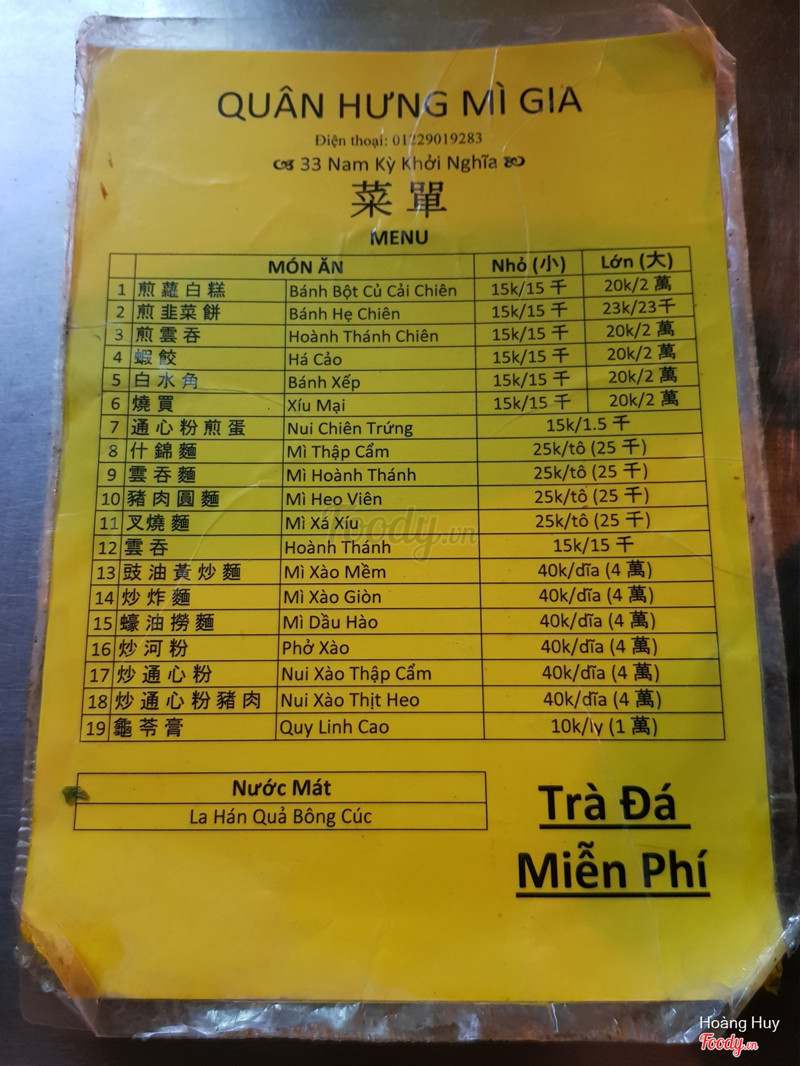 QUÂN HƯNG MÌ GIA
Điện thoại: 01229019283
33 Nam Kỳ Khởi Nghĩa
菜單
MENU
MÓN ĂN Nhỏ (小) Lớn (大)
1 煎蘿白糕 Bánh Bột Củ Cải Chiên 15k/15 千 20k/2 萬
2 煎韭菜餅 Bánh Hẹ Chiên 15k/15 千 23k/23千
3 煎雲吞 Hoành Thánh Chiên 15k/15 千 20k/2 萬
4 蝦餃 Há Cảo 15k/15 千 20k/2 萬
5 白水角 Bánh Xếp 15k/15 千 20k/2 萬
6 燒買 Xíu Mại 15k/15 千 20k/2 萬
7 通心粉煎蛋 Nui Chiên Trứng 15k/1.5 千
8 什錦麵 Mì Thập Cẩm 25k/tô (25 千)
9 雲吞麵 Mì Hoành Thánh 25k/tô (25 千)
10 豬肉圓麵 Mì Heo Viên 25k/tô (25 千)
11 叉燒麵 Mì Xá Xíu 25k/tô (25 千)
12 雲吞 Hoành Thánh 15k/15 千
13 豉油黃炒麵 Mì Xào Mềm 40k/dĩa (4 萬)
14 炒炸麵 Mì Xào Giòn 40k/dĩa (4 萬)
15 蠔油撈麵 Mì Dầu Hào 40k/dĩa (4 萬)
16 炒河粉 Phở Xào 40k/dĩa (4 萬)
17 炒通心粉 Nui Xào Thập Cẩm 40k/dĩa (4 萬)
18 炒通心粉豬肉 Nui Xào Thịt Heo 40k/dĩa (4 萬)
19 龜苓膏 Quy Linh Cao 10k/ly (1 萬)
Nước Mát
La Hán Quả Bông Cúc
Trà Đá
Miễn Phí
Foody.vn
Hoàng Huy
Foody.vn